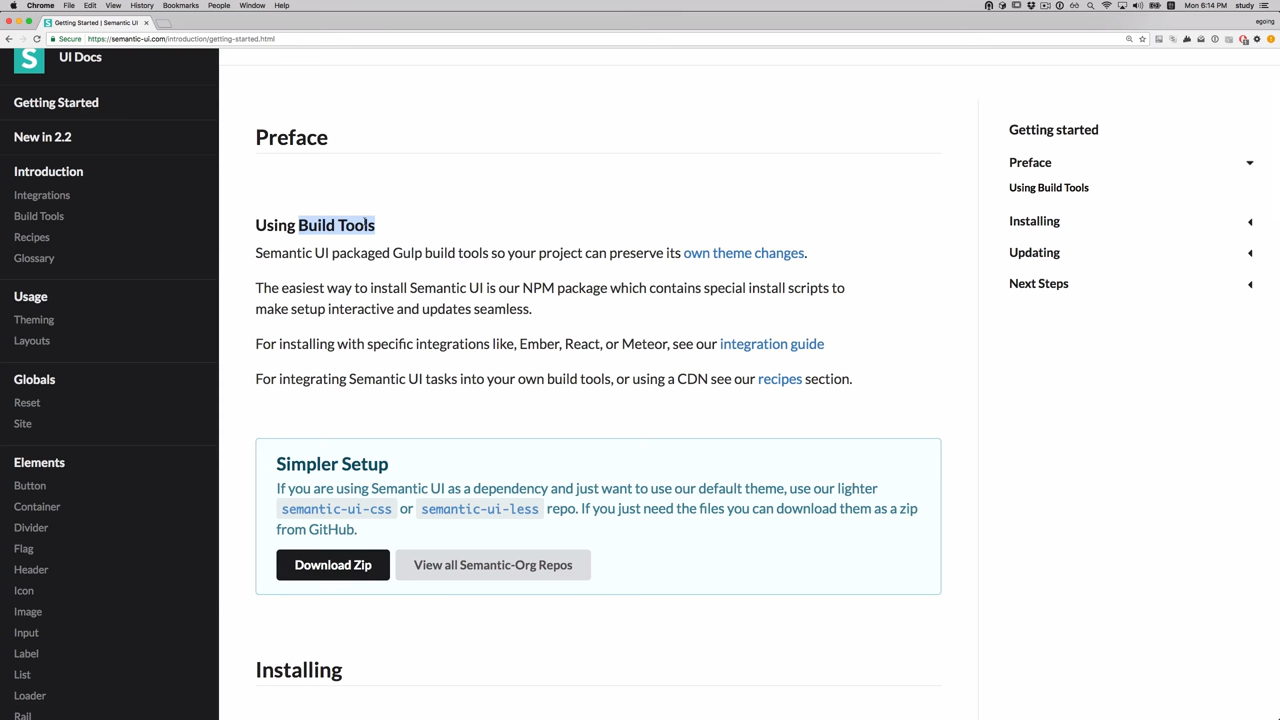 Chrome File Edit View History Bookmarks People Window Help
Mon 6:14 PM study
Getting Started | Semantic UI
egoing
Secure https://semantic-ui.com/introduction/getting-started.html
S UI Docs
Getting Started
New in 2.2
Introduction
Integrations
Build Tools
Recipes
Glossary
Usage
Theming
Layouts
Globals
Reset
Site
Elements
Button
Container
Divider
Flag
Header
Icon
Image
Input
Label
List
Loader
Rail
Preface
Using Build Tools
Semantic UI packaged Gulp build tools so your project can preserve its own theme changes.
The easiest way to install Semantic UI is our NPM package which contains special install scripts to
make setup interactive and updates seamless.
For installing with specific integrations like, Ember, React, or Meteor, see our integration guide
For integrating Semantic UI tasks into your own build tools, or using a CDN see our recipes section.
Simpler Setup
If you are using Semantic UI as a dependency and just want to use our default theme, use our lighter
semantic-ui-css or semantic-ui-less repo. If you just need the files you can download them as a zip
from GitHub.
Download Zip View all Semantic-Org Repos
Installing
Getting started
Preface
Using Build Tools
Installing
Updating
Next Steps